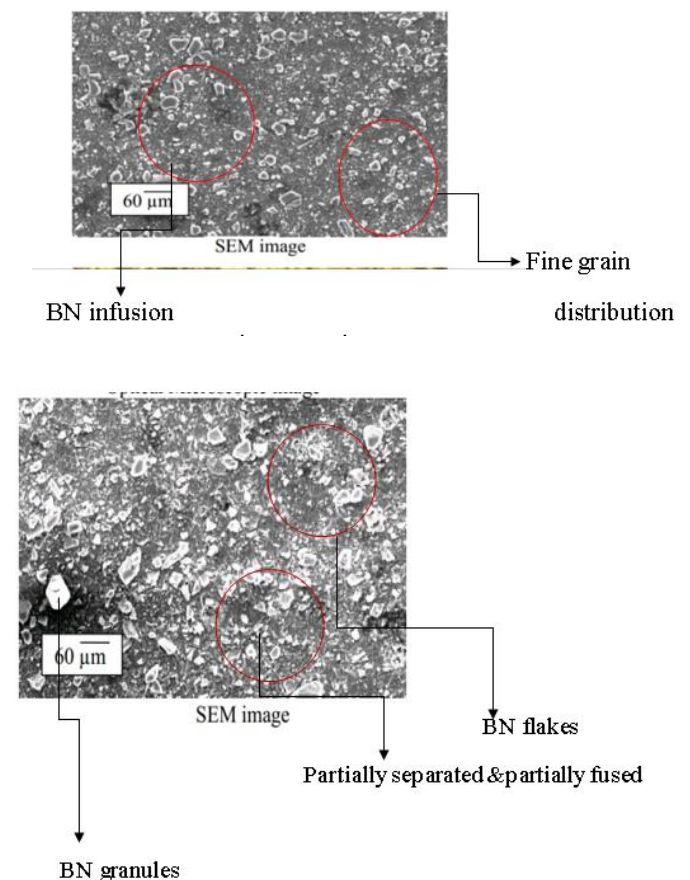 60 µm
SEM image
Fine grain
BN infusion distribution
60 µm
SEM image
BN flakes
Partially separated &partially fused
BN granules